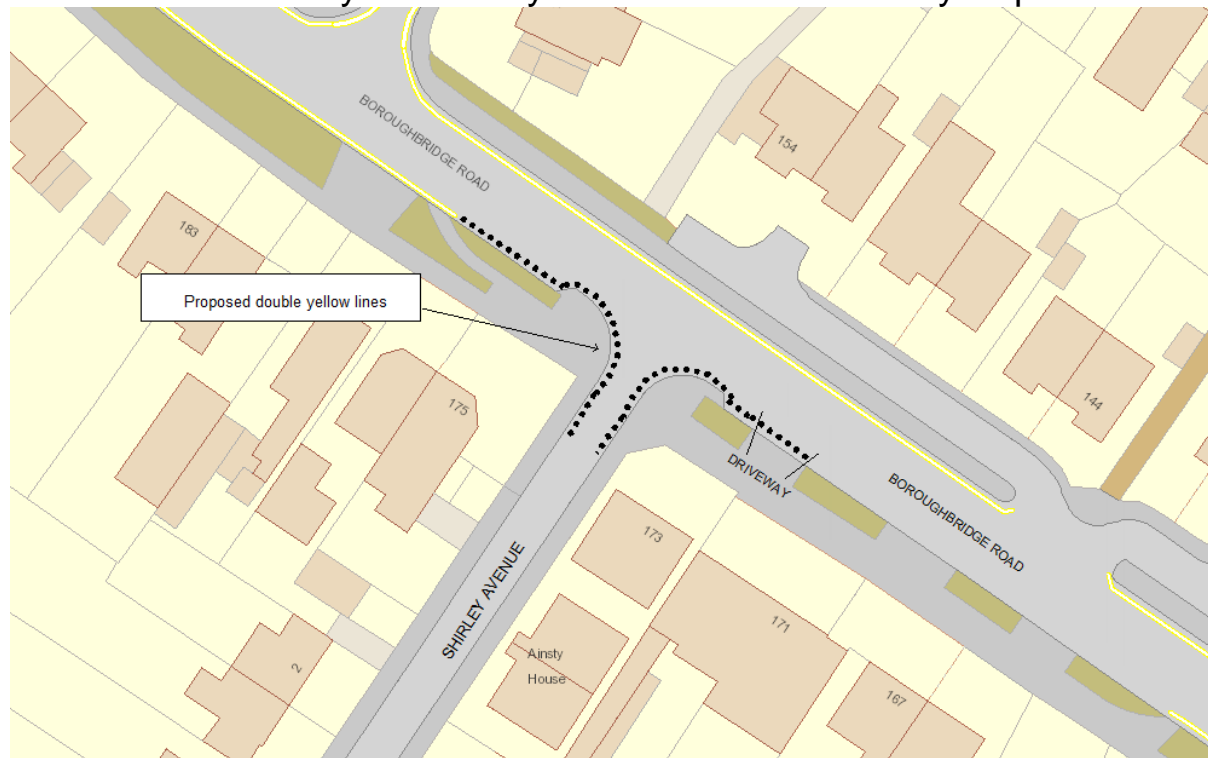 BOROUGHBRIDGE ROAD
154
183
Proposed double yellow lines
175
144
DRIVEWAY
BOROUGHBRIDGE ROAD
173
SHIRLEY AVENUE
171
Ainsty
House
2
167